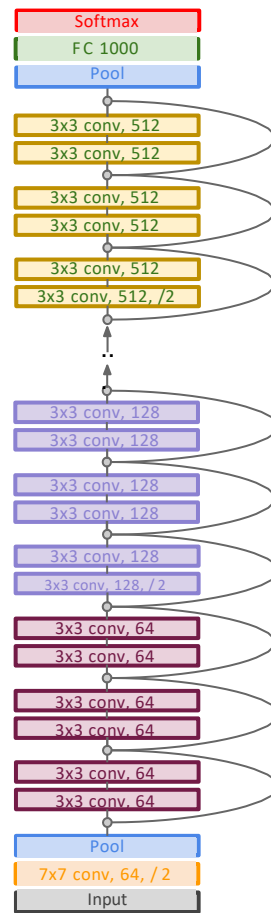 Softmax
FC 1000
Pool
3x3 conv, 512
3x3 conv, 512
3x3 conv, 512
3x3 conv, 512
3x3 conv, 512
3x3 conv, 512, /2
..
.
3x3 conv, 128
3x3 conv, 128
3x3 conv, 128
3x3 conv, 128
3x3 conv, 128
3x3 conv, 128, / 2
3x3 conv, 64
3x3 conv, 64
3x3 conv, 64
3x3 conv, 64
3x3 conv, 64
3x3 conv, 64
Pool
7x7 conv, 64, / 2
Input